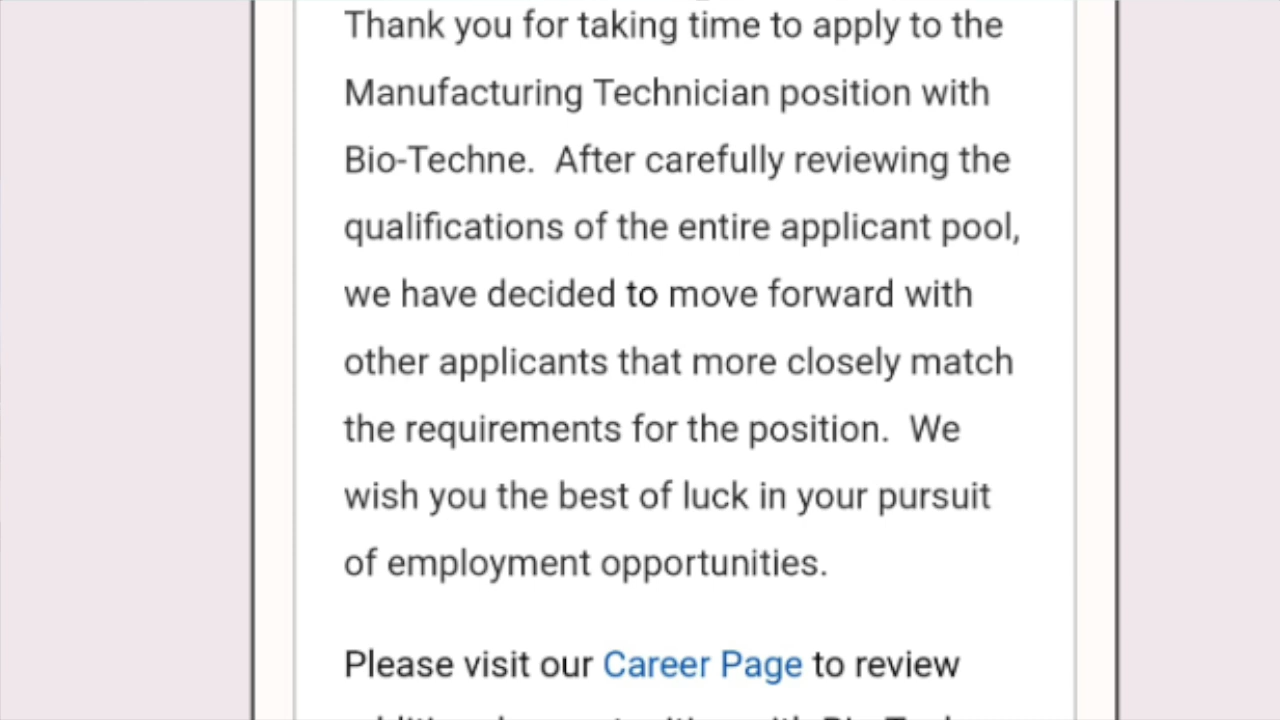 Thank you for taking time to apply to the
Manufacturing Technician position with
Bio-Techne.  After carefully reviewing the
qualifications of the entire applicant pool,
we have decided to move forward with
other applicants that more closely match
the requirements for the position.  We
wish you the best of luck in your pursuit
of employment opportunities.
Please visit our Career Page to review